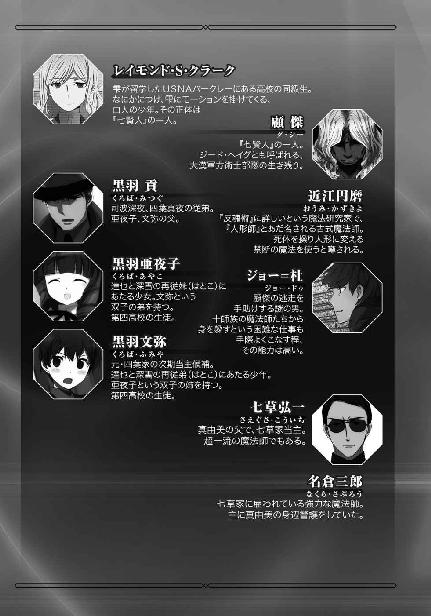 レイモンド・S・クラーク
雫が留学したUSNAバークレーにある高校の同級生。
なにかにつけ、雫にモーションを掛けてくる、
白人の少年。その正体は
『七賢人』の一人。
顧傑
グ・ジー
『七賢人』の一人。
ジード・ヘイグとも呼ばれる、
大漢軍方術士部隊の生き残り。
黒羽 貢
くろば・みつぐ
司波深夜、四葉真夜の従弟。
亜夜子、文弥の父。
近江円磨
おうみ・かずきよ
『反魂術』に詳しいという魔法研究家で、
『人形師』とあだ名される古式魔法師。
死体を操り人形に変える
禁断の魔法を使うと噂される。
黒羽亜夜子
くろば・あやこ
達也と深雪の再従妹(はとこ)に
あたる少女。文弥という
双子の弟を持つ。
第四高校の生徒。
ジョー=杜
ジョー・ドゥ
顧傑の逃走を
手助けする謎の男。
十師族の魔法師たちから
身を隠すという困難な仕事も
手際よくこなす程、
その能力は高い。
黒羽文弥
くろば・ふみや
元・四葉家の次期当主候補。
達也と深雪の再従弟(はとこ)にあたる少年。
亜夜子という双子の姉を持つ。
第四高校の生徒。
七草弘一
さえぐさ・こういち
真由美の父で、七草家当主。
超一流の魔法師でもある。
名倉三郎
なくら・さぶろう
七草家に雇われている強力な魔法師。
主に真由美の身辺警護をしていた。